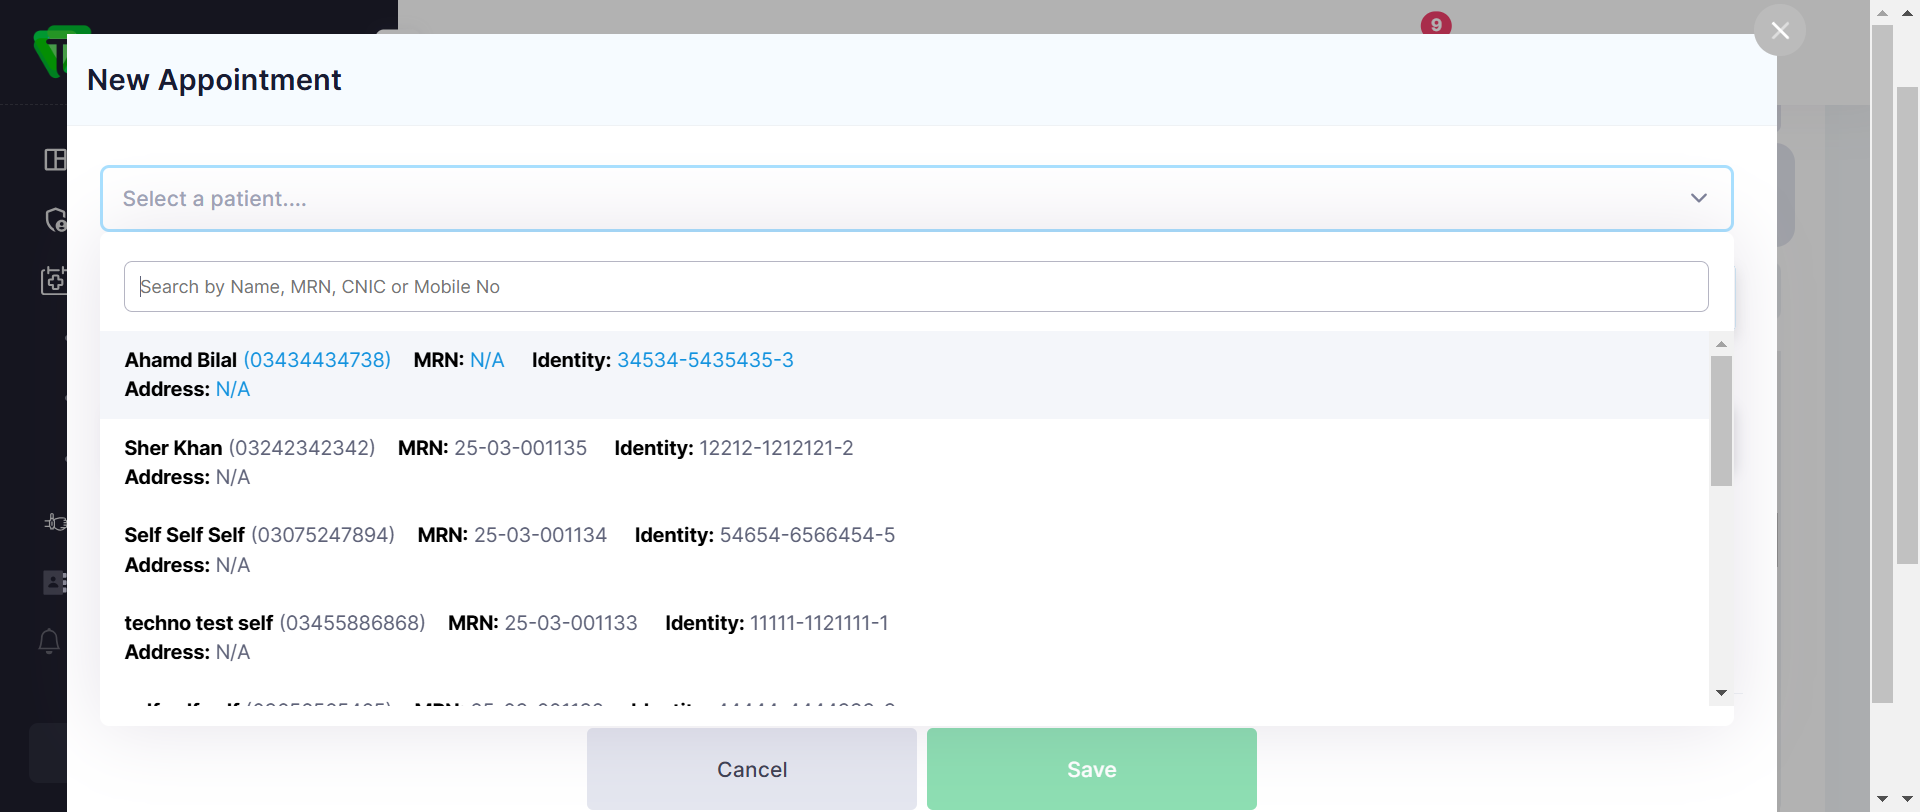 9
New Appointment
Select a patient....
Search by Name, MRN, CNIC or Mobile No
Ahamd Bilal (03434434738) MRN: N/A Identity: 34534-5435435-3
Address: N/A
Sher Khan (03242342342) MRN: 25-03-001135 Identity: 12212-1212121-2
Address: N/A
Self Self Self (03075247894) MRN: 25-03-001134 Identity: 54654-6566454-5
Address: N/A
techno test self (03455886868) MRN: 25-03-001133 Identity: 11111-1121111-1
Address: N/A
Cancel Save